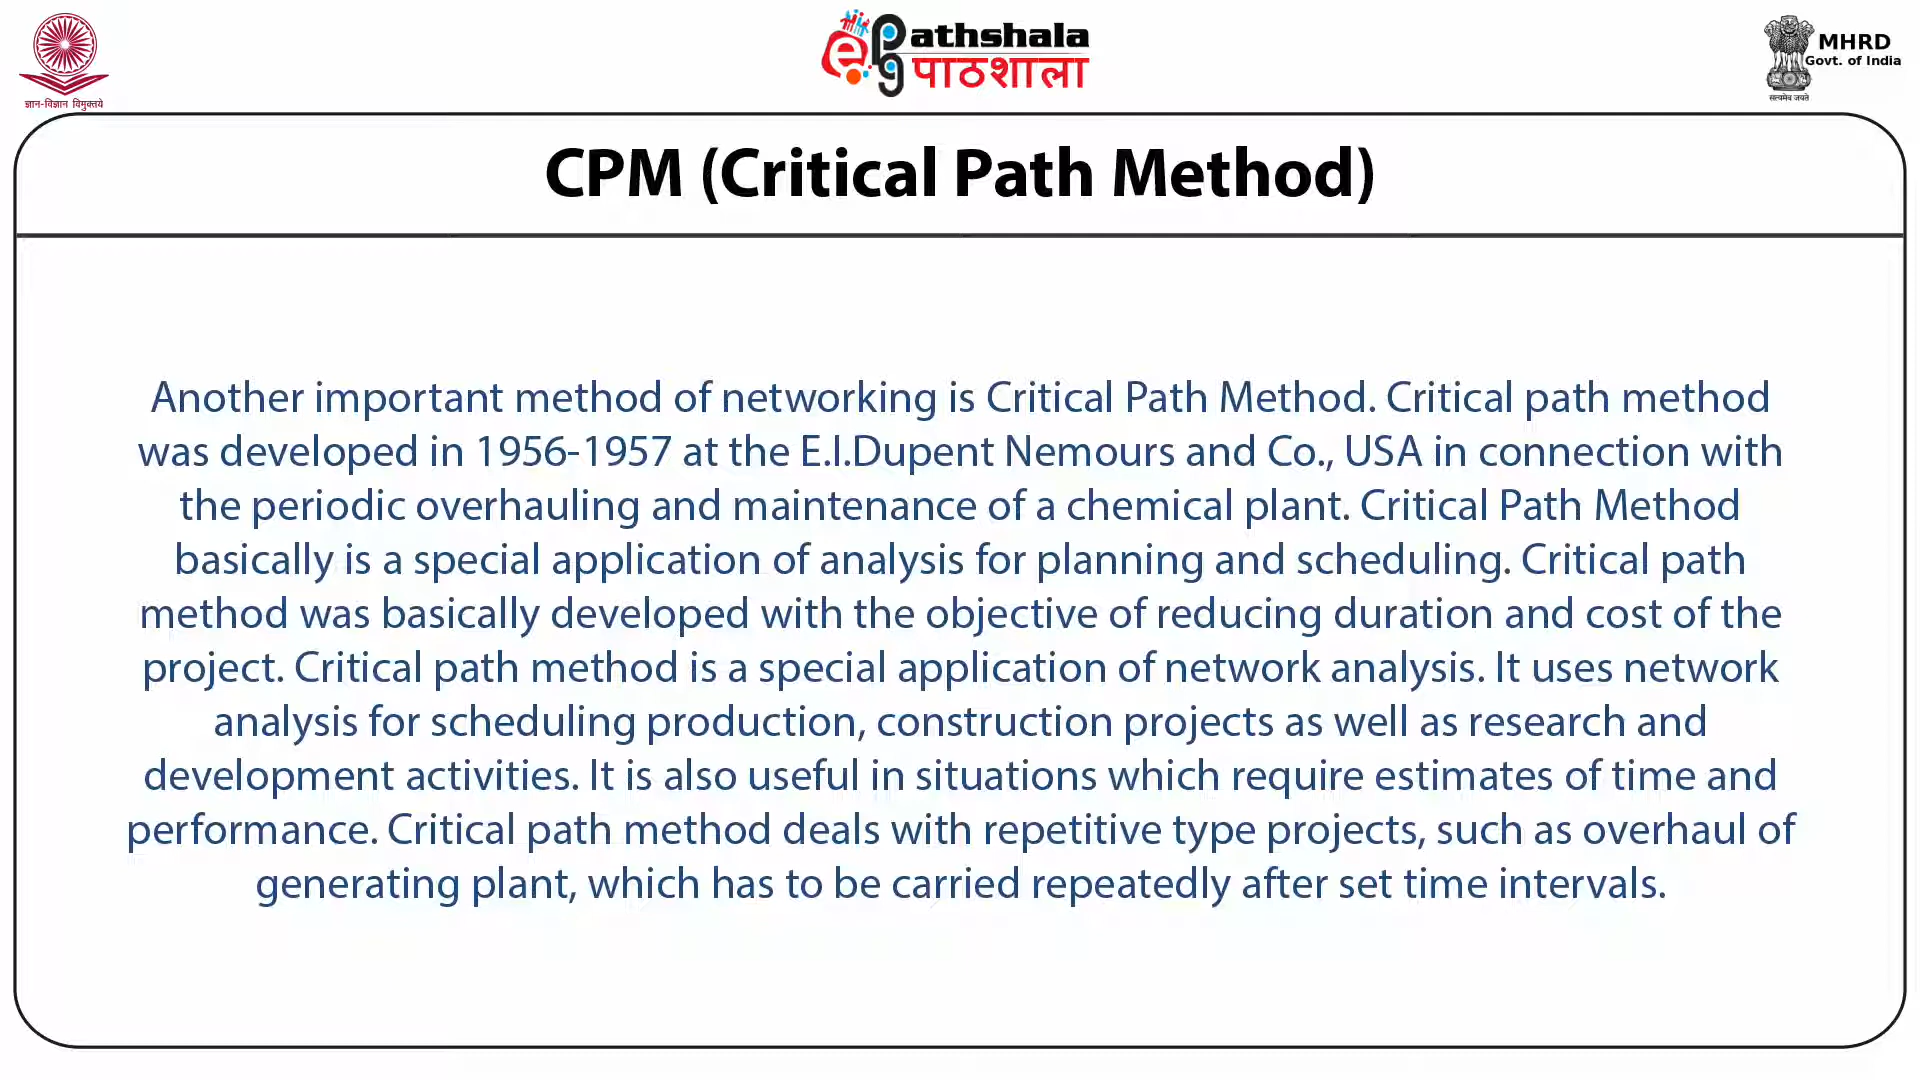 ज्ञान-विज्ञान विमुक्तये
ePathshala
पाठशाला
MHRD
Govt. of India
सत्यमेव जयते
CPM (Critical Path Method)
Another important method of networking is Critical Path Method. Critical path method
was developed in 1956-1957 at the E.I.Dupent Nemours and Co., USA in connection with
the periodic overhauling and maintenance of a chemical plant. Critical Path Method
basically is a special application of analysis for planning and scheduling. Critical path
method was basically developed with the objective of reducing duration and cost of the
project. Critical path method is a special application of network analysis. It uses network
analysis for scheduling production, construction projects as well as research and
development activities. It is also useful in situations which require estimates of time and
performance. Critical path method deals with repetitive type projects, such as overhaul of
generating plant, which has to be carried repeatedly after set time intervals.